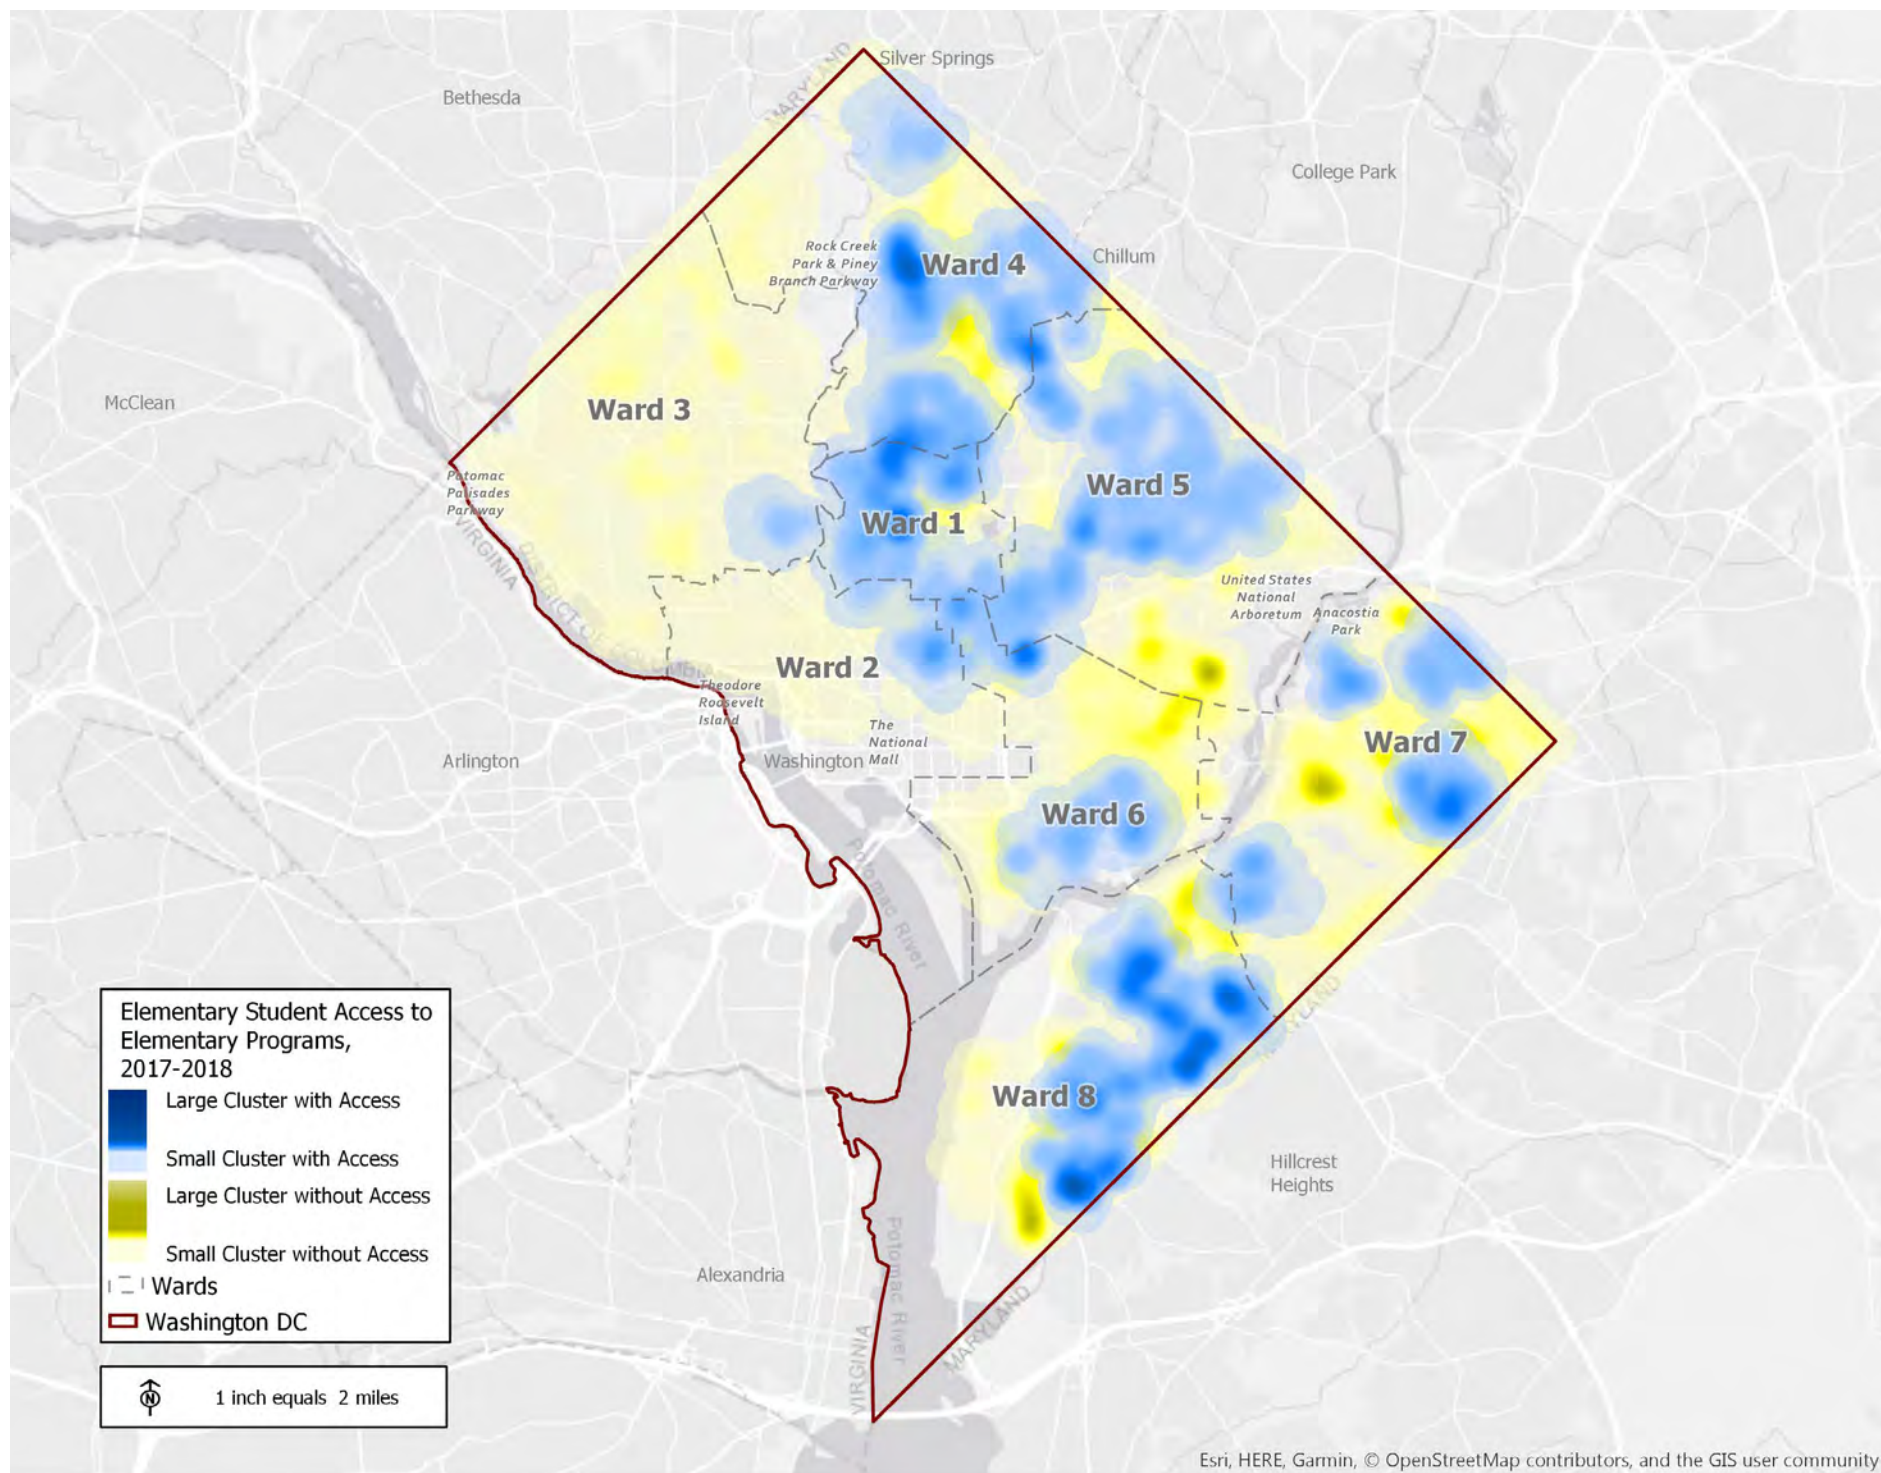 Silver Springs
MARYLAND
Bethesda
College Park
Rock Creek
Park & Piney
Branch Parkway
Ward 4
Chillum
McClean
Ward 3
Potomac
Palisades
Parkway
Ward 5
Ward 1
VIRGINIA
DISTRICT OF COLUMBIA
United States
National
Arboretum
Anacostia
Park
Ward 2
Theodore
Roosevelt
Island
The
National
Mall
Washington
Arlington
Ward 7
Ward 6
Potomac River
MARYLAND
Ward 8
Hillcrest
Heights
Alexandria
Potomac River
VIRGINIA
MARYLAND
Elementary Student Access to
Elementary Programs,
2017-2018
Large Cluster with Access
Small Cluster with Access
Large Cluster without Access
Small Cluster without Access
Wards
Washington DC
N
1 inch equals 2 miles
Esri, HERE, Garmin, © OpenStreetMap contributors, and the GIS user community